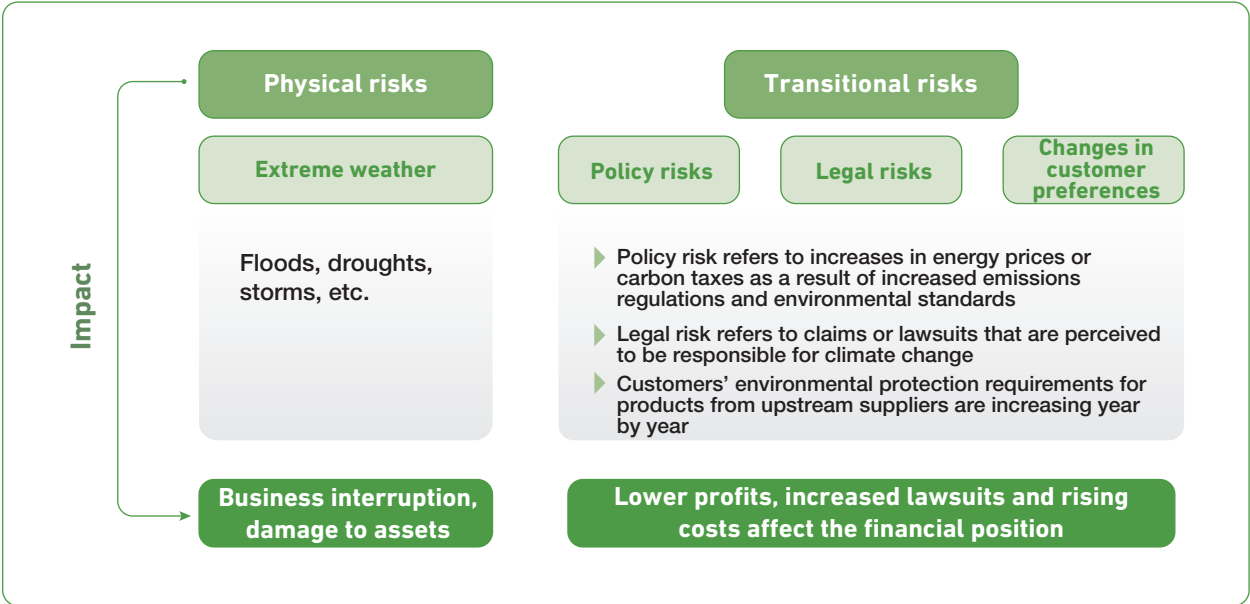 Impact
Physical risks
Extreme weather
Floods, droughts,
storms, etc.
Business interruption,
damage to assets
Transitional risks
Policy risks
Legal risks
Changes in
customer
preferences
Policy risk refers to increases in energy prices or
carbon taxes as a result of increased emissions
regulations and environmental standards
Legal risk refers to claims or lawsuits that are perceived
to be responsible for climate change
Customers’ environmental protection requirements for
products from upstream suppliers are increasing year
by year
Lower profits, increased lawsuits and rising
costs affect the financial position